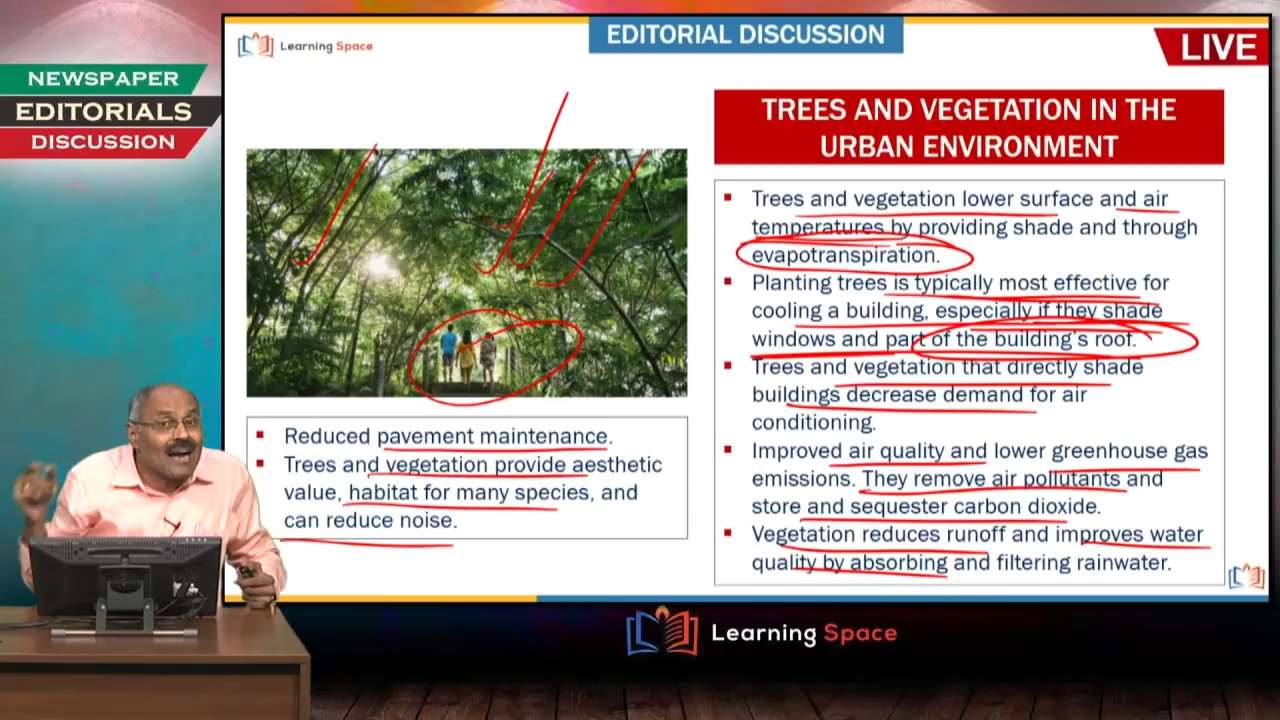 NEWSPAPER
EDITORIALS
DISCUSSION
Learning Space
EDITORIAL DISCUSSION
LIVE
TREES AND VEGETATION IN THE
URBAN ENVIRONMENT
▪ Trees and vegetation lower surface and air
temperatures by providing shade and through
evapotranspiration.
▪ Planting trees is typically most effective for
cooling a building, especially if they shade
windows and part of the building's roof.
▪ Trees and vegetation that directly shade
buildings decrease demand for air
conditioning.
▪ Improved air quality and lower greenhouse gas
emissions. They remove air pollutants and
store and sequester carbon dioxide.
▪ Vegetation reduces runoff and improves water
quality by absorbing and filtering rainwater.
▪ Reduced pavement maintenance.
▪ Trees and vegetation provide aesthetic
value, habitat for many species, and
can reduce noise.
Learning Space